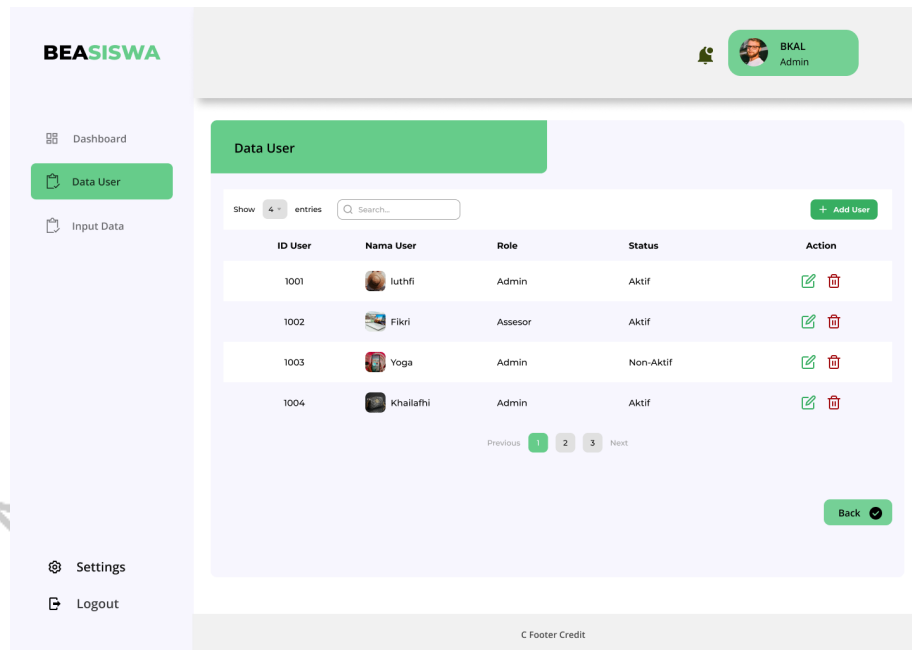 BEASISWA
BKAL
Admin
Dashboard
Data User
Input Data
Settings
Logout
Data User
Show 4 entries Search... + Add User
ID User Nama User Role Status Action
1001 luthfi Admin Aktif
1002 Fikri Assesor Aktif
1003 Yoga Admin Non-Aktif
1004 Khailafhi Admin Aktif
Previous 1 2 3 Next
Back
C Footer Credit